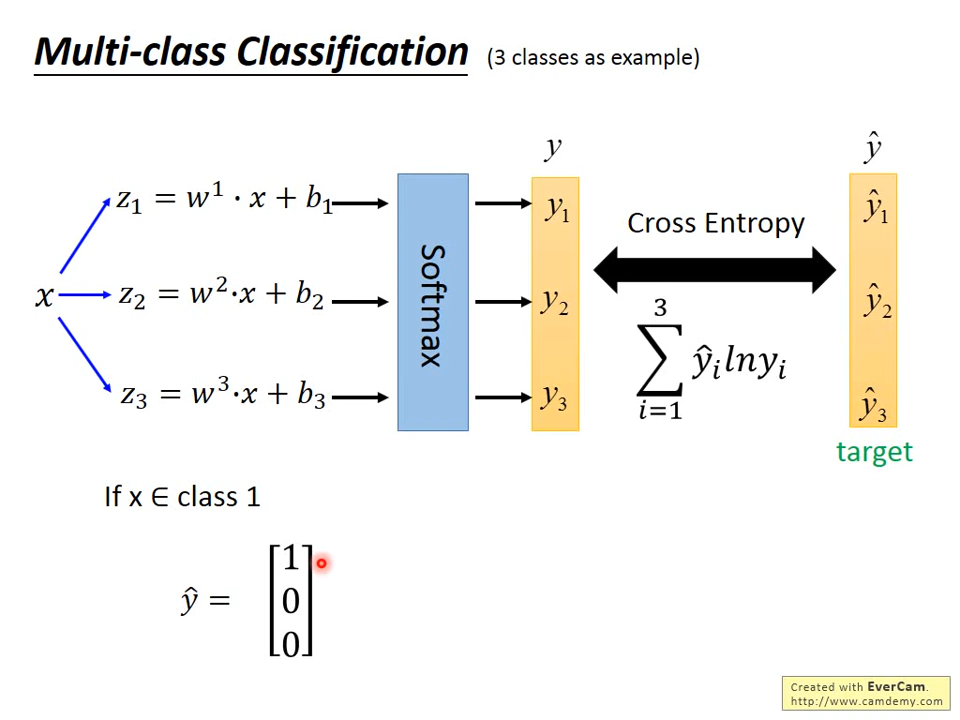 Multi-class Classification (3 classes as example)
y
ŷ
z₁ = w¹ · x + b₁
y₁
ŷ₁
Cross Entropy
x
z₂ = w²·x + b₂
Softmax
y₂
ŷ₂
3
∑ ŷᵢlnyᵢ
i=1
z₃ = w³·x + b₃
y₃
ŷ₃
target
If x ∈ class 1
ŷ =
1
0
0
Created with EverCam.
http://www.camdemy.com